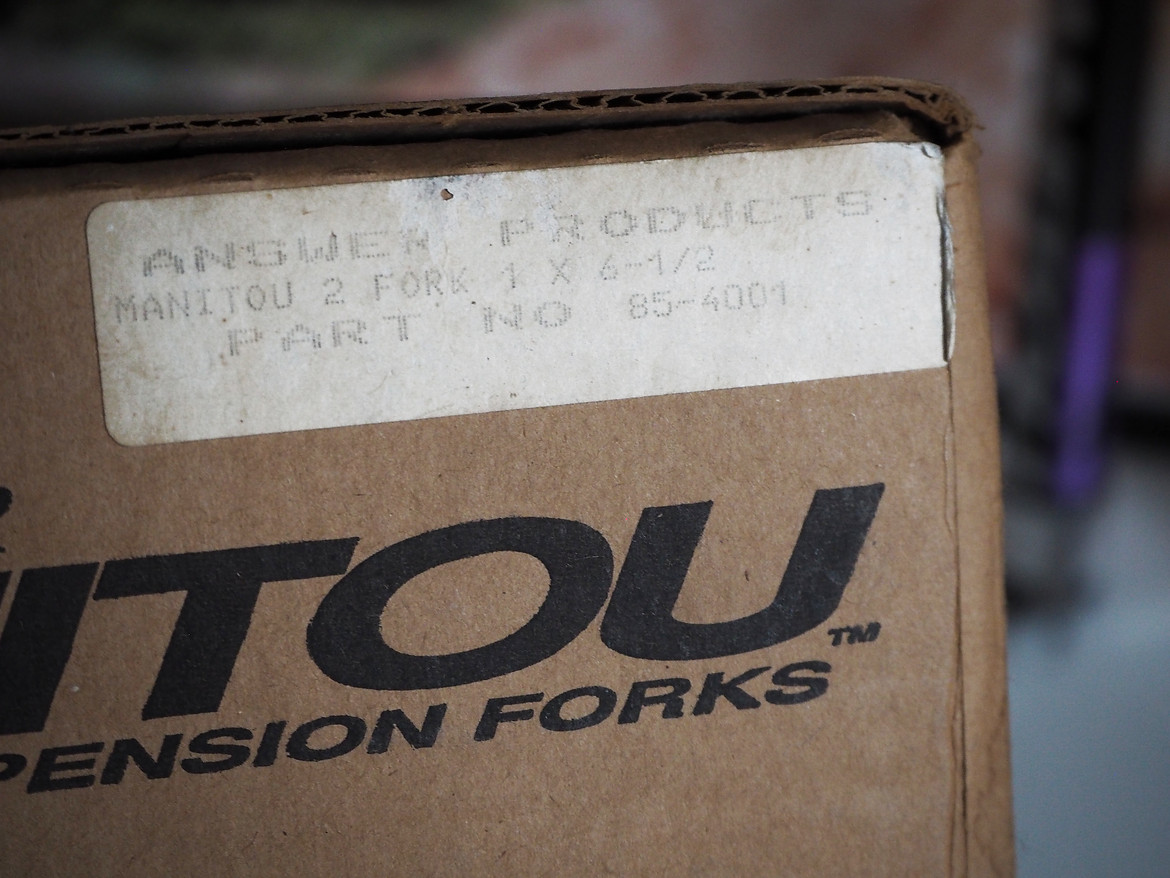 ANSWER PRODUCTS
MANITOU 2 FORK 1 X 6-1/2
PART NO 85-4001
ITOU™
PENSION FORKS